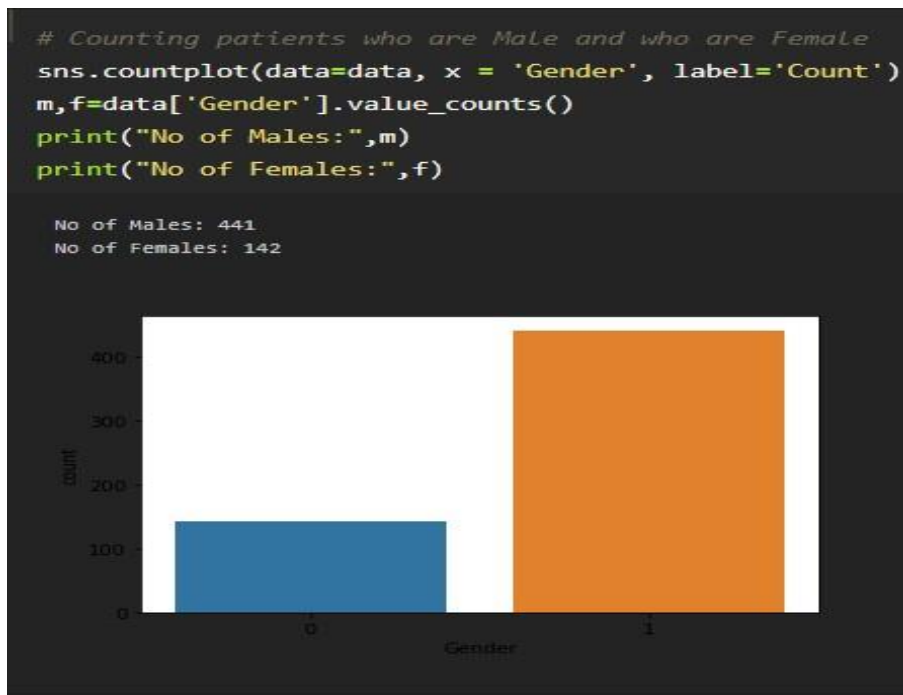 # Counting patients who are Male and who are Female
sns.countplot(data=data, x = 'Gender', label='Count')
m,f=data['Gender'].value_counts()
print("No of Males:",m)
print("No of Females:",f)
No of Males: 441
No of Females: 142
400
300
200
100
0
count
0
1
Gender